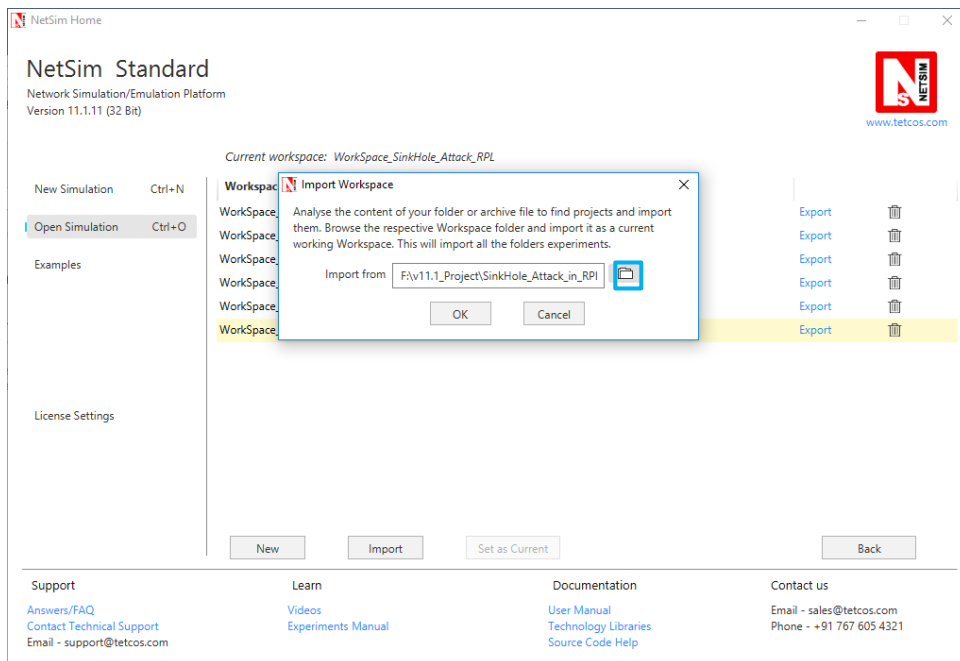 NetSim Home
NetSim Standard
Network Simulation/Emulation Platform
Version 11.1.11 (32 Bit)
NETSIM
www.tetcos.com
Current workspace: WorkSpace_SinkHole_Attack_RPL
New Simulation Ctrl+N
Open Simulation Ctrl+O
Examples
License Settings
Workspac
WorkSpace_ Export
WorkSpace_ Export
WorkSpace_ Export
WorkSpace_ Export
WorkSpace_ Export
WorkSpace_ Export
Import Workspace
Analyse the content of your folder or archive file to find projects and import
them. Browse the respective Workspace folder and import it as a current
working Workspace. This will import all the folders experiments.
Import from F:\v11.1_Project\SinkHole_Attack_in_RPl
OK Cancel
New Import Set as Current Back
Support
Answers/FAQ
Contact Technical Support
Email - support@tetcos.com
Learn
Videos
Experiments Manual
Documentation
User Manual
Technology Libraries
Source Code Help
Contact us
Email - sales@tetcos.com
Phone - +91 767 605 4321